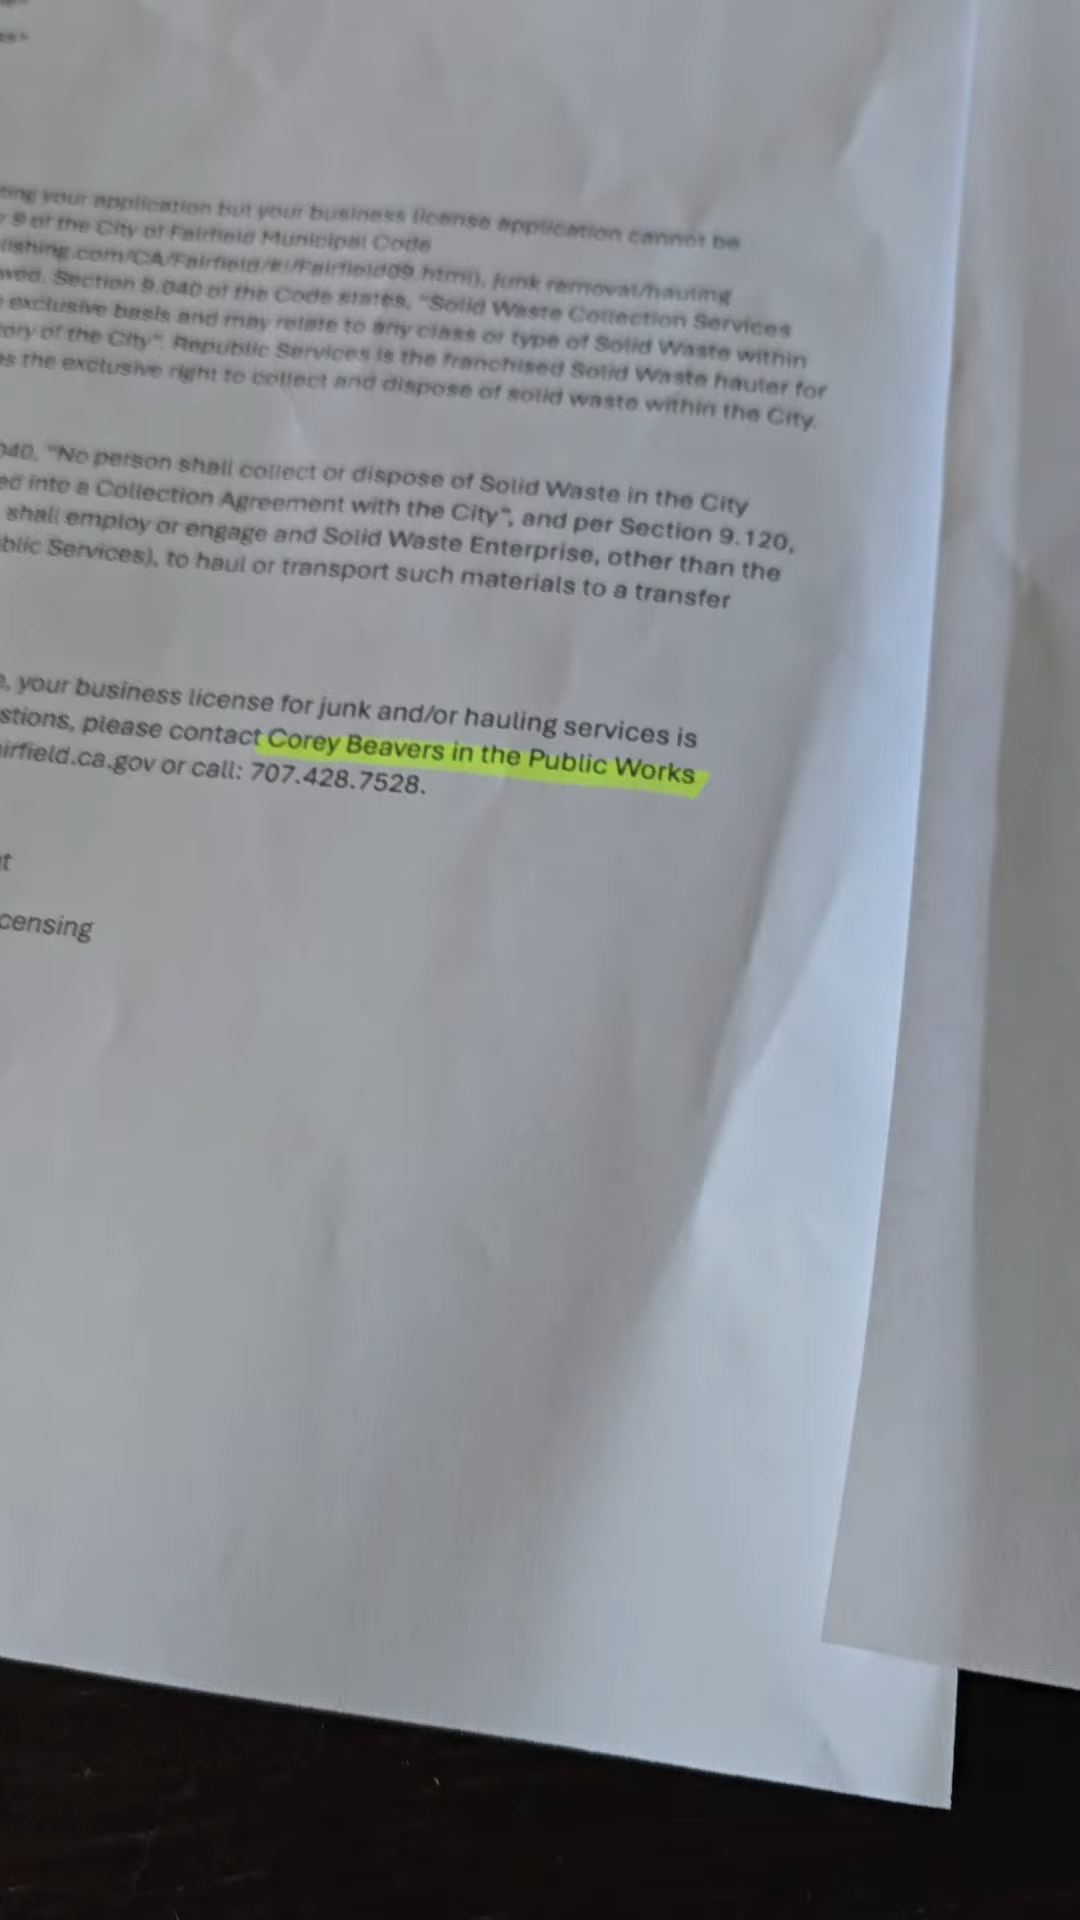 ting your application but your business license application cannot be
9 of the City of Fairfield Municipal Code
lishing.com/CA/Fairfield/#!/Fairfield09.html), junk removal/hauling
wed. Section 9.040 of the Code states, "Solid Waste Collection Services
exclusive basis and may relate to any class or type of Solid Waste within
ory of the City". Republic Services is the franchised Solid Waste hauler for
as the exclusive right to collect and dispose of solid waste within the City.
040, "No person shall collect or dispose of Solid Waste in the City
ed into a Collection Agreement with the City", and per Section 9.120,
shall employ or engage and Solid Waste Enterprise, other than the
blic Services), to haul or transport such materials to a transfer
e, your business license for junk and/or hauling services is
stions, please contact Corey Beavers in the Public Works
airfield.ca.gov or call: 707.428.7528.
t
censing